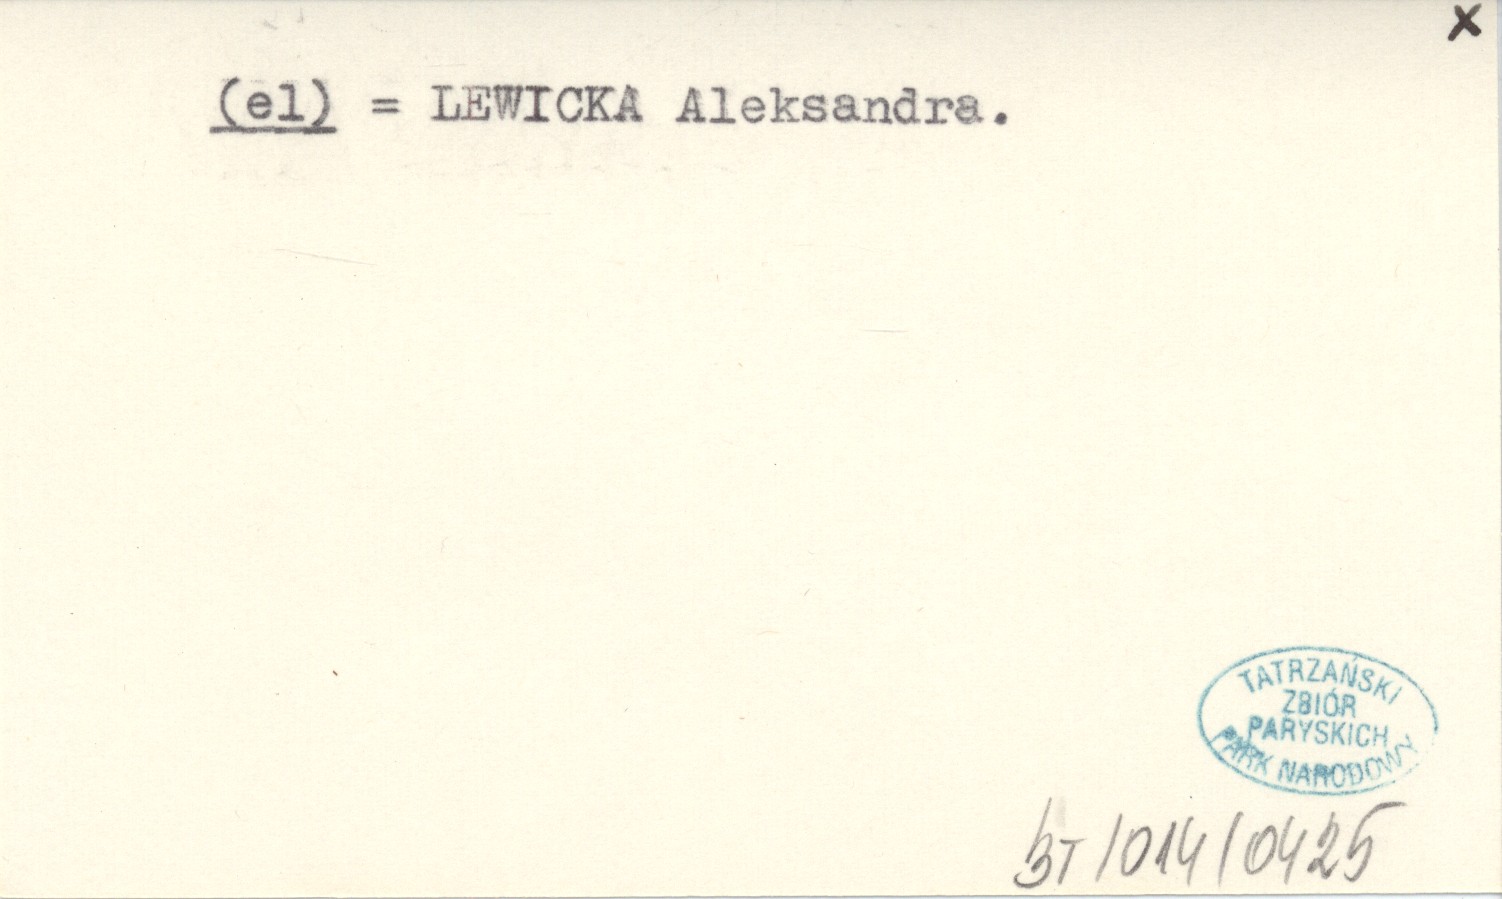 x
(el) = LEWICKA Aleksandra.
TATRZAŃSKI
ZBIÓR
PARYSKICH
PARK NARODOWY
BT/014/0425